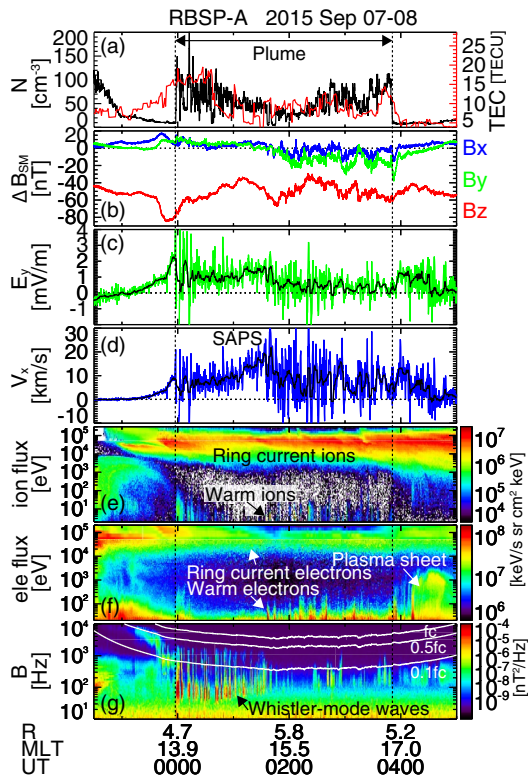 RBSP-A 2015 Sep 07-08
(a)
Plume
N
[cm⁻³]
150
100
50
0
TEC [TECU]
25
20
15
10
5
(b)
ΔB_SM
[nT]
20
0
-20
-40
-60
-80
Bx
By
Bz
(c)
E_y
[mV/m]
4
3
2
1
0
-1
(d)
SAPS
V_x
[km/s]
30
20
10
0
-10
(e)
Ring current ions
Warm ions
ion flux
[eV]
10⁵
10⁴
10³
10²
10¹
10⁷
10⁶
10⁵
10⁴
[keV/s sr cm² keV]
(f)
Plasma sheet
Ring current electrons
Warm electrons
ele flux
[eV]
10⁵
10⁴
10³
10²
10⁸
10⁷
10⁶
(g)
fc
0.5fc
0.1fc
Whistler-mode waves
B
[Hz]
10⁴
10³
10²
10¹
10⁻⁴
10⁻⁵
10⁻⁶
10⁻⁷
10⁻⁸
10⁻⁹
[nT²/Hz]
R 4.7 5.8 5.2
MLT 13.9 15.5 17.0
UT 0000 0200 0400